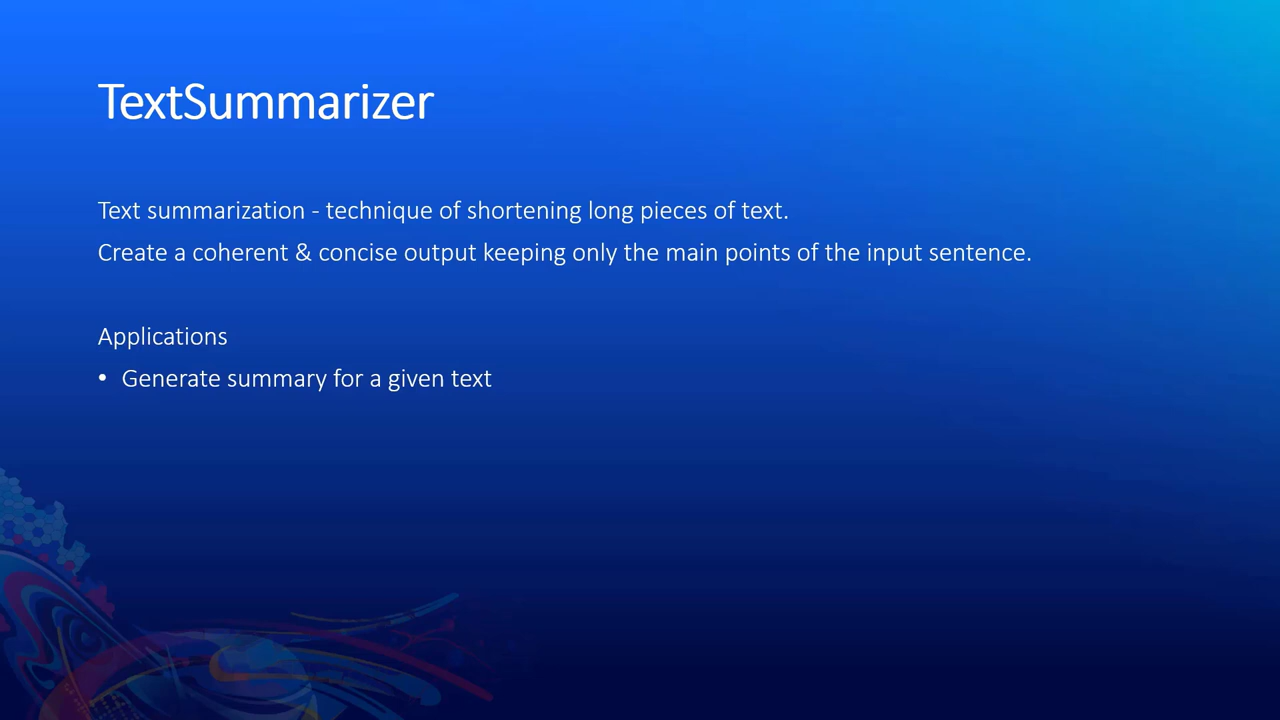 TextSummarizer
Text summarization - technique of shortening long pieces of text.
Create a coherent & concise output keeping only the main points of the input sentence.
Applications
• Generate summary for a given text